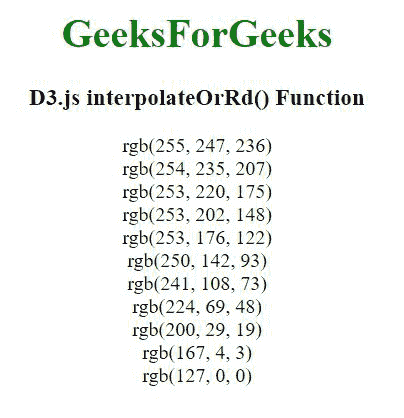 GeeksForGeeks
D3.js interpolateOrRd() Function
rgb(255, 247, 236)
rgb(254, 235, 207)
rgb(253, 220, 175)
rgb(253, 202, 148)
rgb(253, 176, 122)
rgb(250, 142, 93)
rgb(241, 108, 73)
rgb(224, 69, 48)
rgb(200, 29, 19)
rgb(167, 4, 3)
rgb(127, 0, 0)